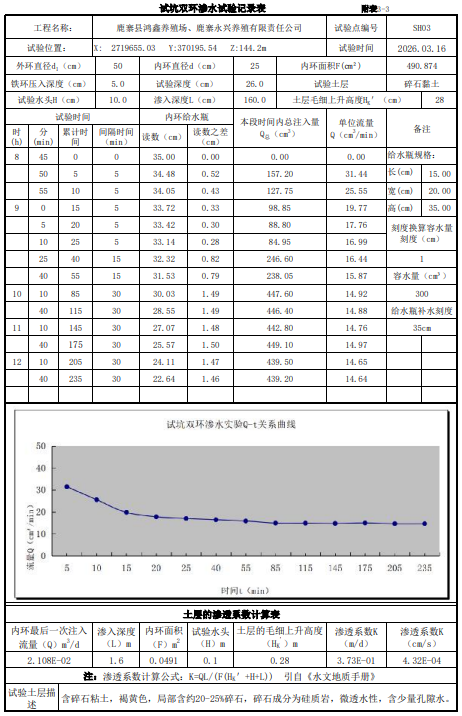 试坑双环渗水试验记录表 附表3-3
工程名称： 鹿寨县鸿鑫养殖场、鹿寨永兴养殖有限责任公司 试验点编号 SH03
试验位置： X: 2719655.03 Y:370195.54 Z:144.2m 试验时间 2026.03.16
外环直径d（cm） 50 内环直径d₁（cm） 25 内环面积F(cm²) 490.874
铁环压入深度（cm） 5.0 试验深度（cm） 26.0 试验土层 碎石黏土
试验水头H（cm） 10.0 渗入深度L（cm） 160.0 土层毛细上升高度Hₖ′（cm） 28
试验时间 内环给水瓶 本段时间内总注入量 Q总（cm³） 单位流量 Q（cm³/min） 备注
时(h) 分(min) 累计时间 间隔时间(min) 读数（cm） 读数之差（cm）
8 45 0 0 35.00 0.00 0.00 0.00 给水瓶规格：
50 5 5 34.48 0.52 157.20 31.44 长(cm) 15.00
55 10 5 34.05 0.43 127.75 25.55 宽(cm) 20.00
9 0 15 5 33.72 0.33 98.85 19.77 高(cm) 35.00
5 20 5 33.42 0.30 88.80 17.76 刻度换算容水量
10 25 5 33.14 0.28 84.95 16.99 刻度（cm）
25 40 15 32.32 0.82 246.60 16.44 1
40 55 15 31.53 0.79 238.05 15.87 容水量（cm³）
10 10 85 30 30.03 1.49 447.60 14.92 300
40 115 30 28.55 1.49 446.40 14.88 给水瓶补水刻度
11 10 145 30 27.07 1.48 442.80 14.76 35cm
40 175 30 25.57 1.50 449.10 14.97
12 10 205 30 24.11 1.47 439.50 14.65
40 235 30 22.64 1.46 439.20 14.64
试坑双环渗水实验Q-t关系曲线
流量Q（cm³/min）
50
40
30
20
10
0
5 10 15 20 25 40 55 85 115 145 175 205 235
时间t（min）
土层的渗透系数计算表
内环最后一次注入流量（Q）m³/d 渗入深度（L）m 内环面积（F）m² 试验水头（H）m 土层的毛细上升高度（Hₖ′）m 渗透系数K（m/d） 渗透系数K（cm/s）
2.108E-02 1.6 0.0491 0.1 0.28 3.73E-01 4.32E-04
注：渗透系数计算公式：K=QL/(F(Hₖ′+H+L)) 引自《水文地质手册》
试验土层描述 含碎石粘土，褐黄色，局部含约20-25%碎石，碎石成分为硅质岩，微透水性，含少量孔隙水。